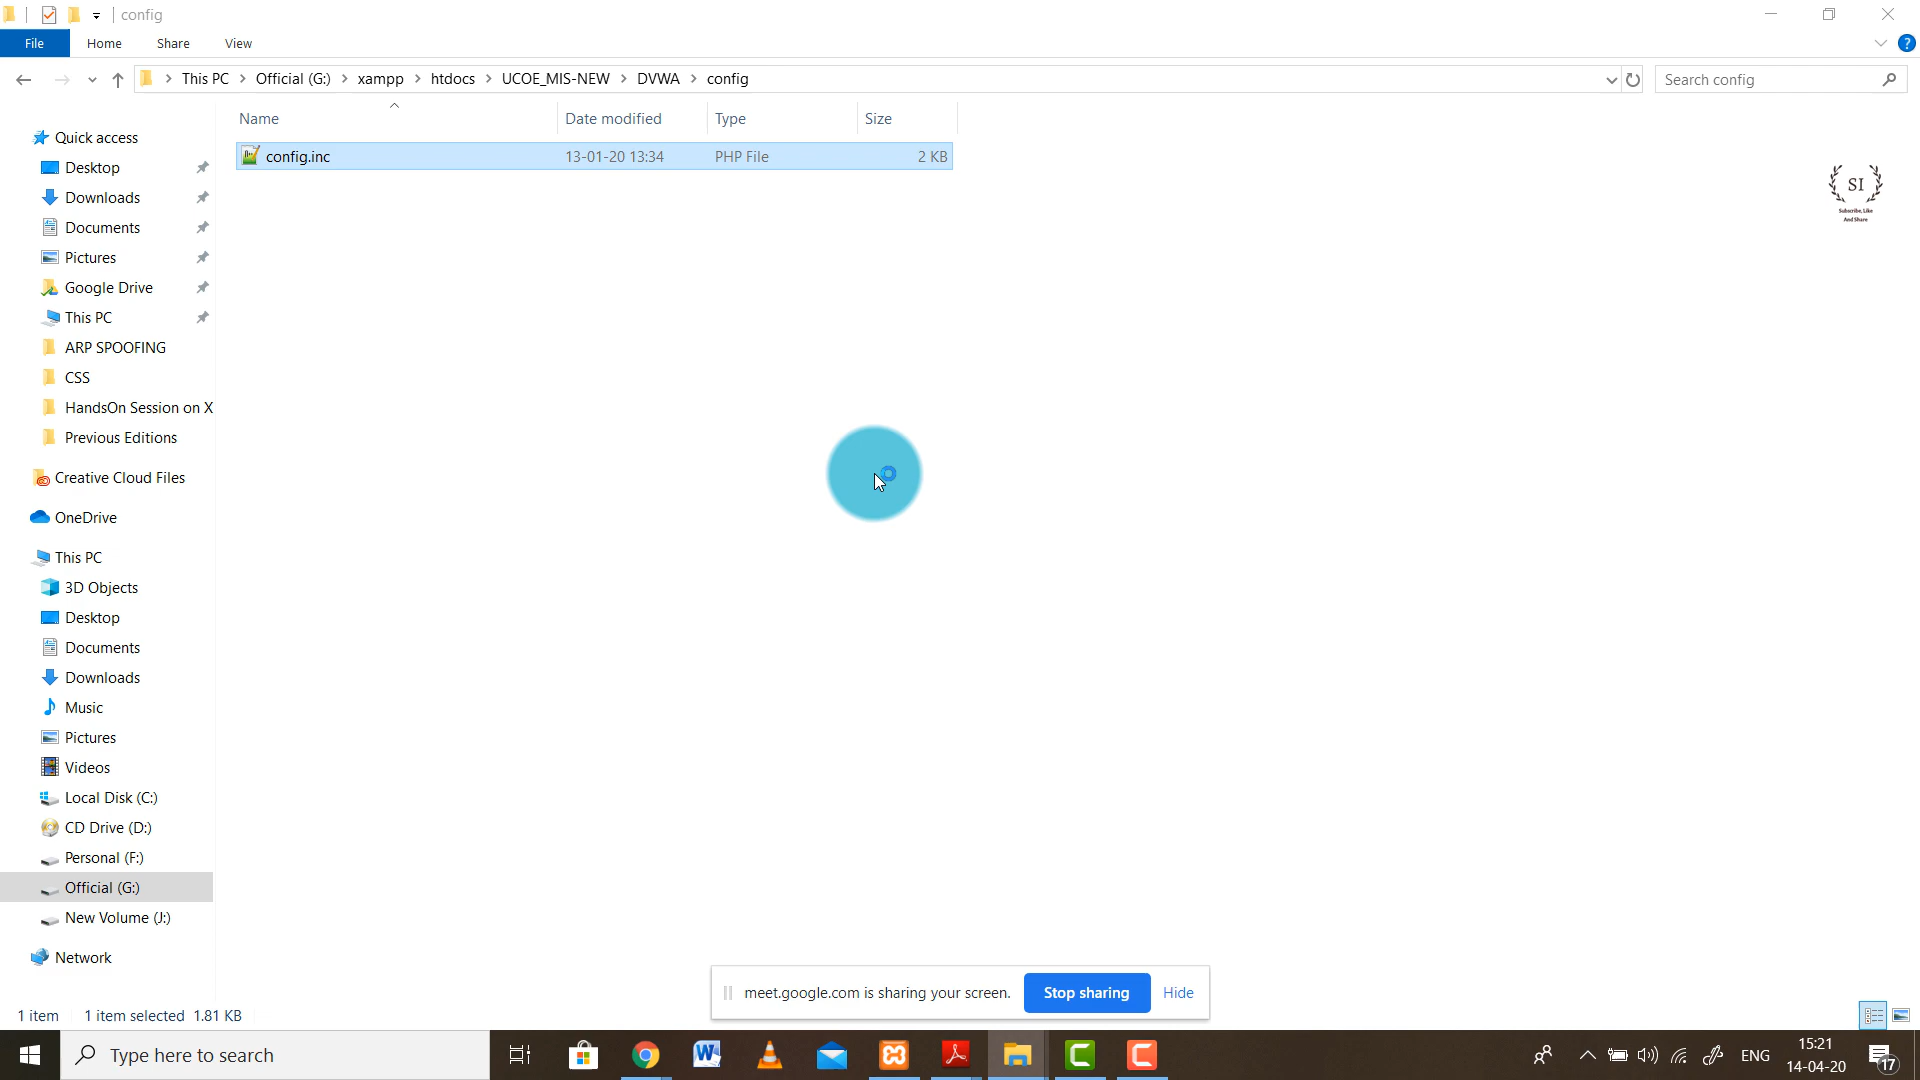 config
File
Home
Share
View
This PC
Official (G:)
xampp
htdocs
UCOE_MIS-NEW
DVWA
config
Search config
Name
Date modified
Type
Size
config.inc
13-01-20 13:34
PHP File
2 KB
Quick access
Desktop
Downloads
Documents
Pictures
Google Drive
This PC
ARP SPOOFING
CSS
HandsOn Session on X
Previous Editions
Creative Cloud Files
OneDrive
This PC
3D Objects
Desktop
Documents
Downloads
Music
Pictures
Videos
Local Disk (C:)
CD Drive (D:)
Personal (F:)
Official (G:)
New Volume (J:)
Network
SI
Subscribe, Like
And Share
meet.google.com is sharing your screen.
Stop sharing
Hide
1 item
1 item selected 1.81 KB
Type here to search
ENG
15:21
14-04-20
17